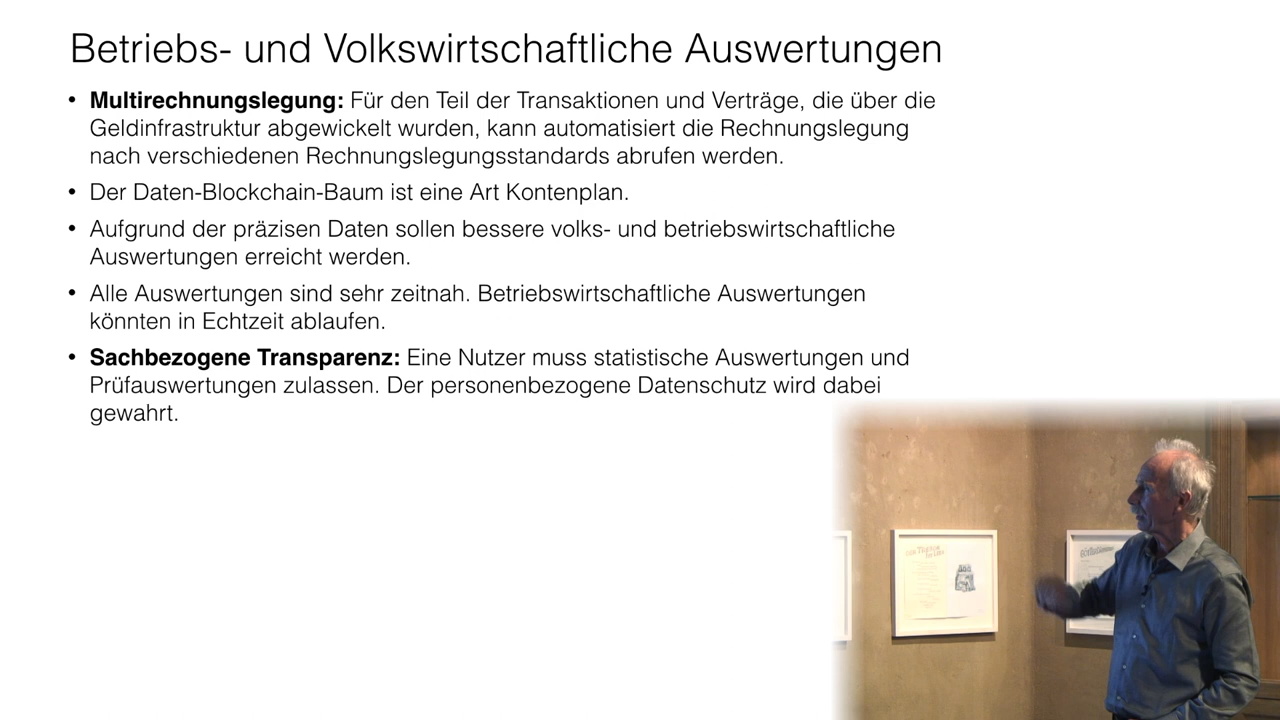 Betriebs- und Volkswirtschaftliche Auswertungen
• Multirechnungslegung: Für den Teil der Transaktionen und Verträge, die über die
Geldinfrastruktur abgewickelt wurden, kann automatisiert die Rechnungslegung
nach verschiedenen Rechnungslegungsstandards abrufen werden.
• Der Daten-Blockchain-Baum ist eine Art Kontenplan.
• Aufgrund der präzisen Daten sollen bessere volks- und betriebswirtschaftliche
Auswertungen erreicht werden.
• Alle Auswertungen sind sehr zeitnah. Betriebswirtschaftliche Auswertungen
könnten in Echtzeit ablaufen.
• Sachbezogene Transparenz: Eine Nutzer muss statistische Auswertungen und
Prüfauswertungen zulassen. Der personenbezogene Datenschutz wird dabei
gewahrt.